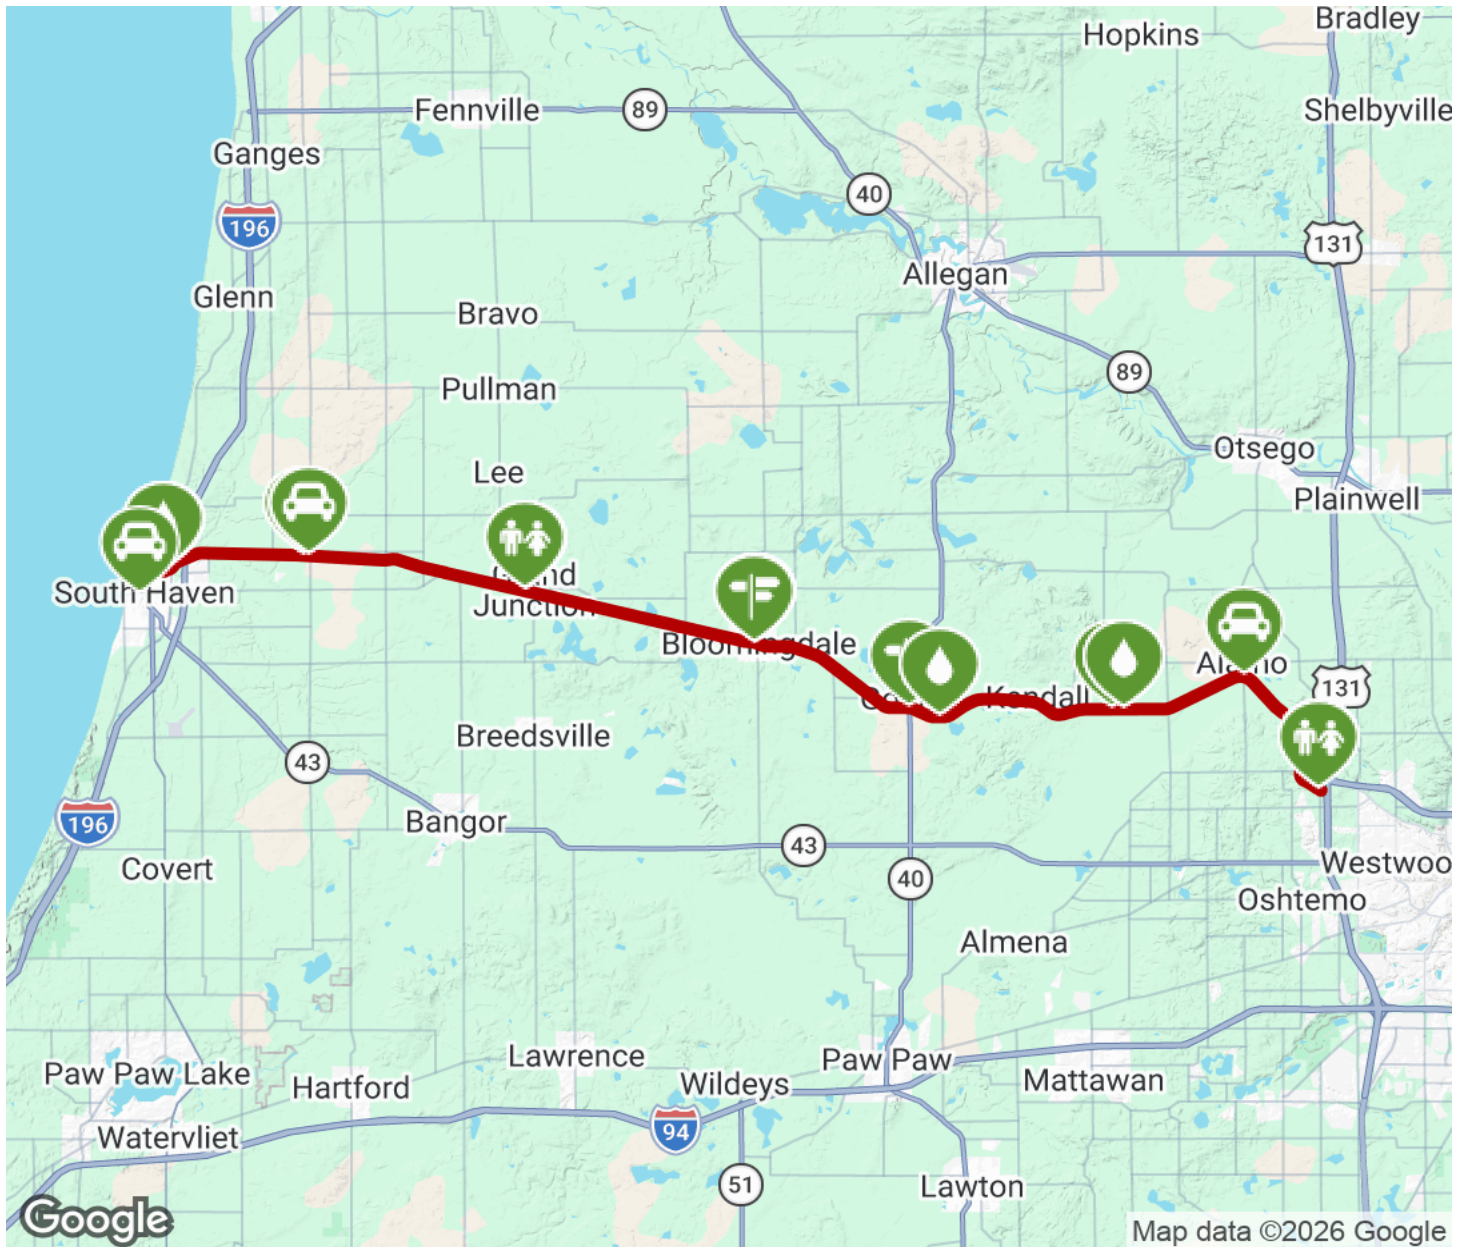 Bradley
Hopkins
Fennville
89
Shelbyville
Ganges
40
196
131
Glenn
Allegan
Bravo
89
Pullman
Otsego
Lee
Plainwell
Junction
South Haven
Bloomingdale
Kendall
131
Breedsville
43
196
Bangor
43
Covert
40
Westwoo
Oshtemo
Almena
Lawrence
Paw Paw
Paw Paw Lake
Hartford
Wildeys
Mattawan
94
Watervliet
51
Lawton
Google
Map data ©2026 Google